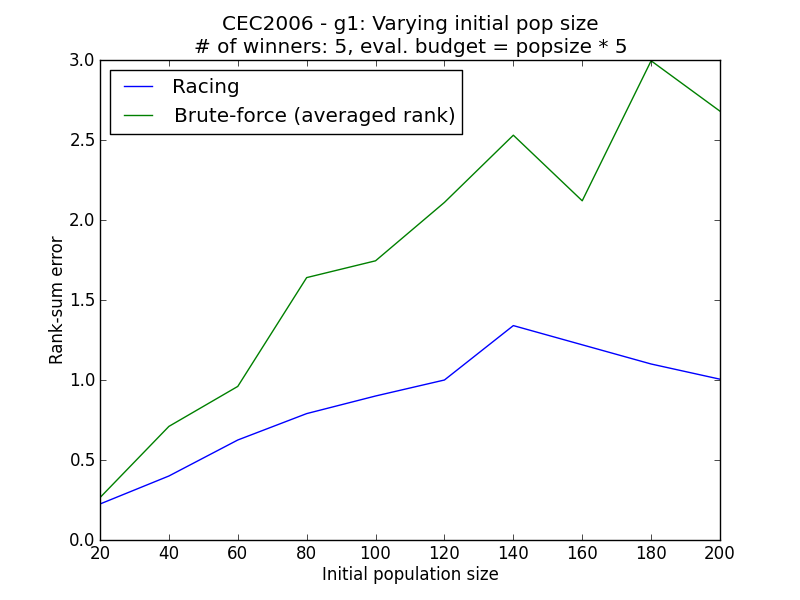 CEC2006 - g1: Varying initial pop size
# of winners: 5, eval. budget = popsize * 5
Racing
Brute-force (averaged rank)
3.0
2.5
2.0
1.5
1.0
0.5
0.0
Rank-sum error
20 40 60 80 100 120 140 160 180 200
Initial population size